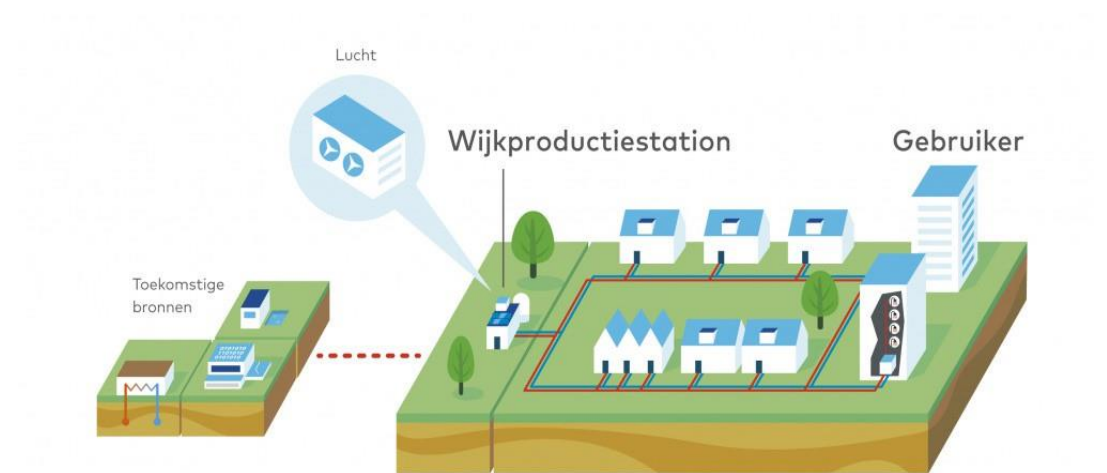 Lucht
Wijkproductiestation
Gebruiker
Toekomstige
bronnen